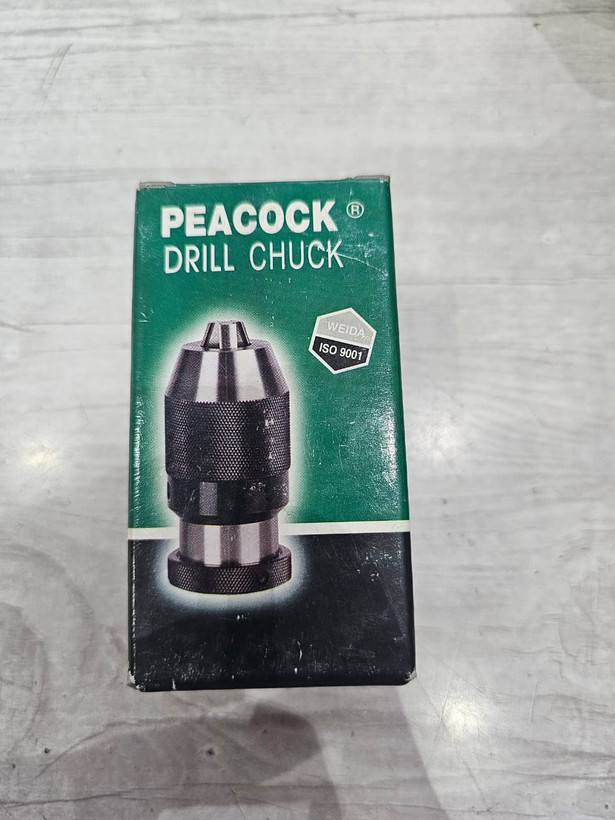 PEACOCK ®
DRILL CHUCK
WEIDA
ISO 9001